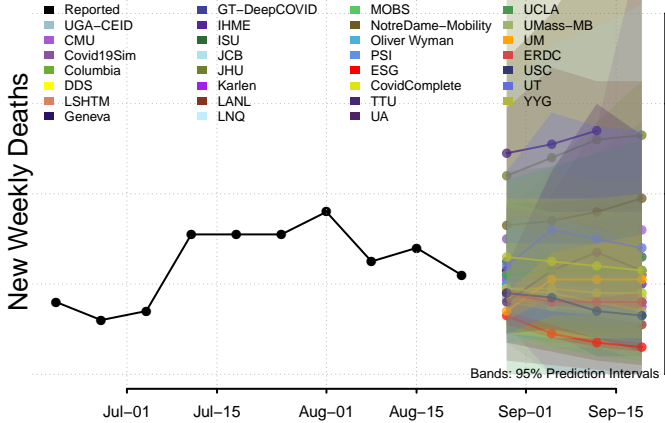 Reported
UGA−CEID
CMU
Covid19Sim
Columbia
DDS
LSHTM
Geneva
GT−DeepCOVID
IHME
ISU
JCB
JHU
Karlen
LANL
LNQ
MOBS
NotreDame−Mobility
Oliver Wyman
PSI
ESG
CovidComplete
TTU
UA
UCLA
UMass−MB
UM
ERDC
USC
UT
YYG
New Weekly Deaths
Bands: 95% Prediction Intervals
Jul−01 Jul−15 Aug−01 Aug−15 Sep−01 Sep−15